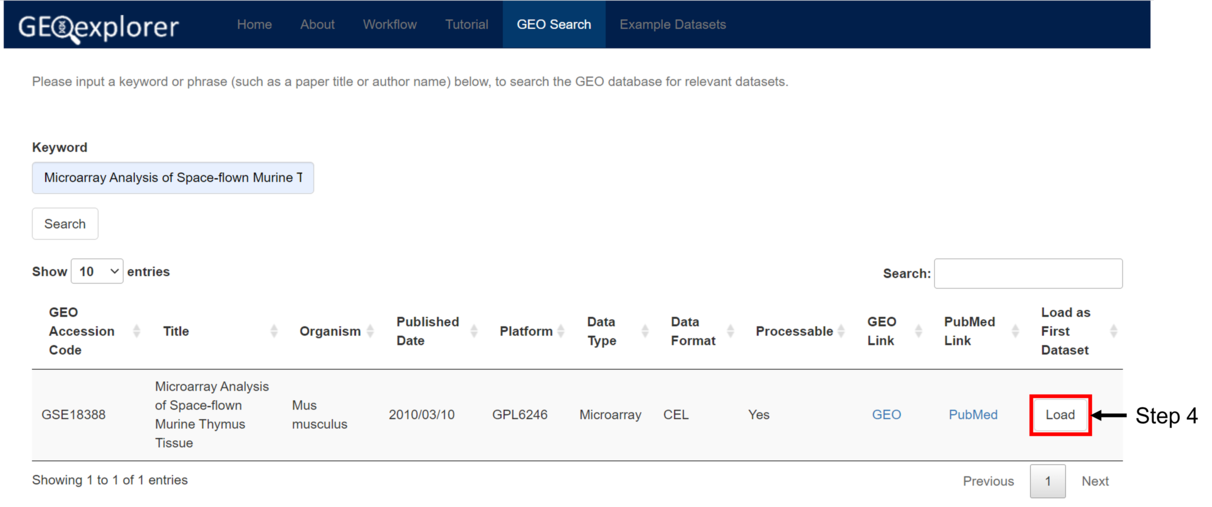 GEOexplorer Home About Workflow Tutorial GEO Search Example Datasets
Please input a keyword or phrase (such as a paper title or author name) below, to search the GEO database for relevant datasets.
Keyword
Microarray Analysis of Space-flown Murine T
Search
Show 10 entries
Search:
GEO Accession Code
Title
Organism
Published Date
Platform
Data Type
Data Format
Processable
GEO Link
PubMed Link
Load as First Dataset
GSE18388
Microarray Analysis
of Space-flown
Murine Thymus
Tissue
Mus
musculus
2010/03/10
GPL6246
Microarray
CEL
Yes
GEO
PubMed
Load
Step 4
Showing 1 to 1 of 1 entries
Previous 1 Next